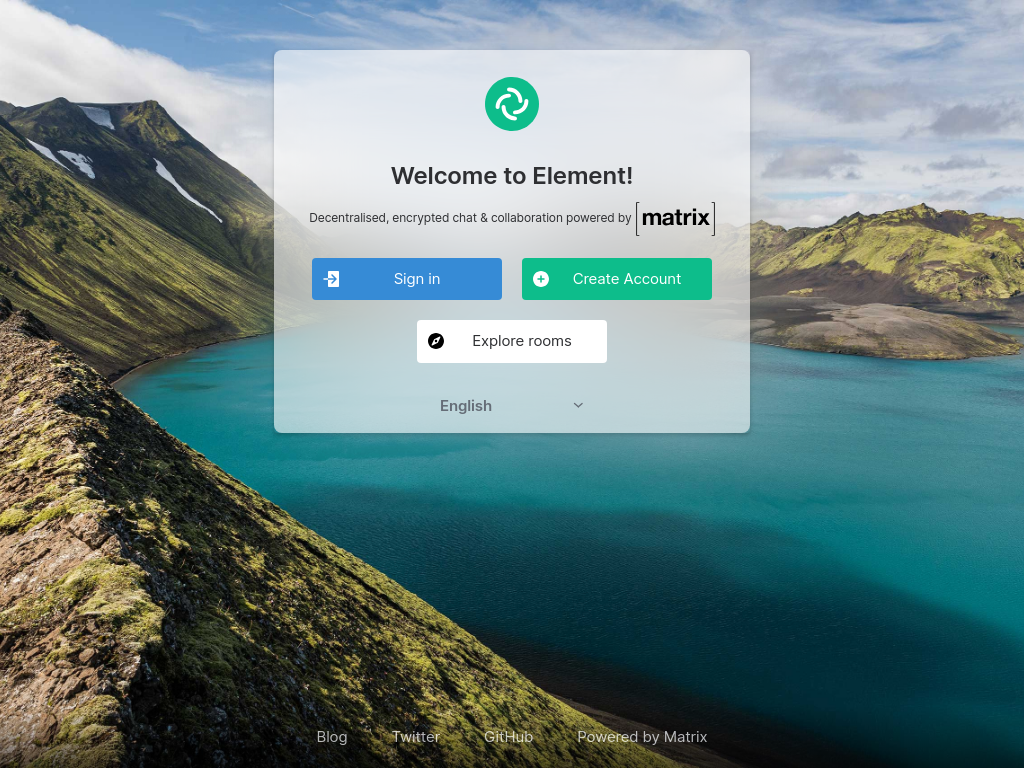 Welcome to Element!
Decentralised, encrypted chat & collaboration powered by [matrix]
Sign in
Create Account
Explore rooms
English
Blog
Twitter
GitHub
Powered by Matrix